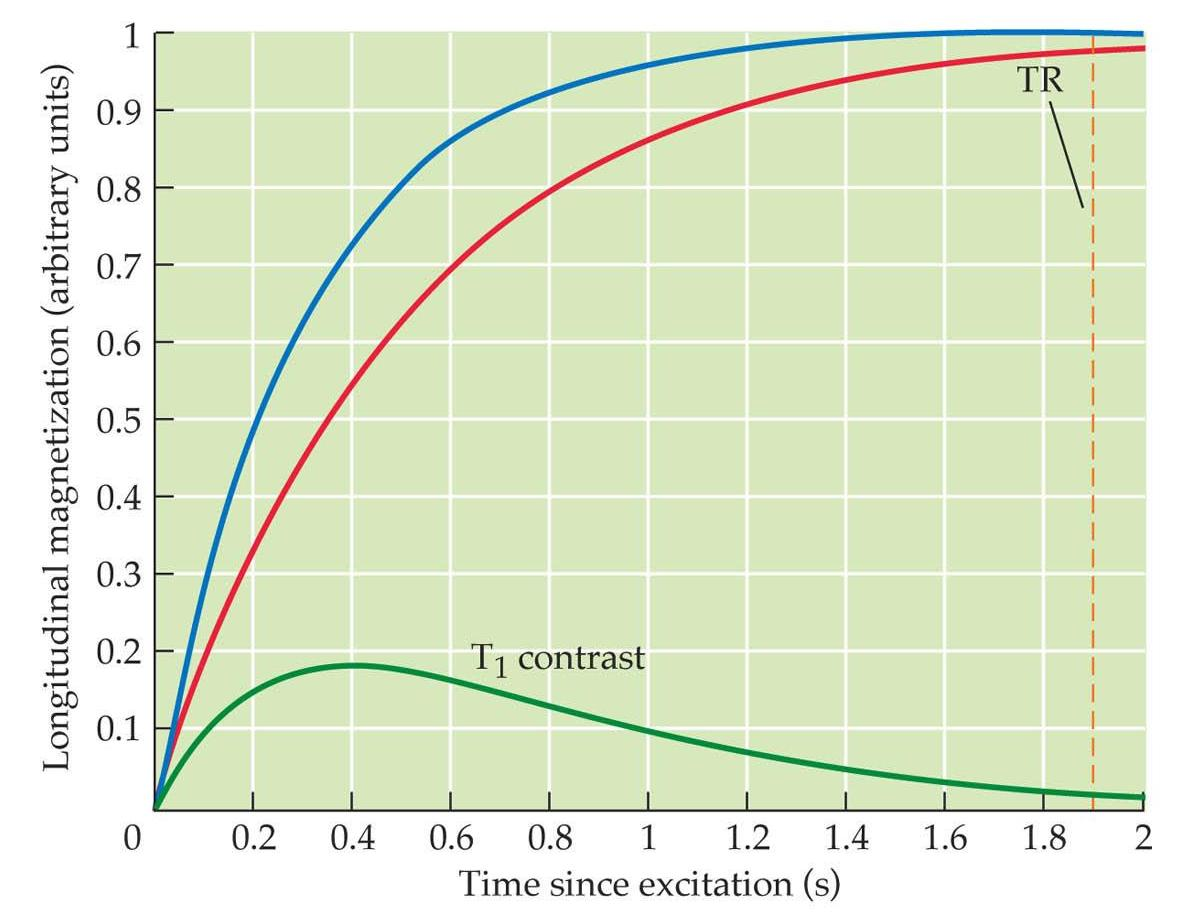 Longitudinal magnetization (arbitrary units)
1
0.9
0.8
0.7
0.6
0.5
0.4
0.3
0.2
0.1
TR
T₁ contrast
0 0.2 0.4 0.6 0.8 1 1.2 1.4 1.6 1.8 2
Time since excitation (s)